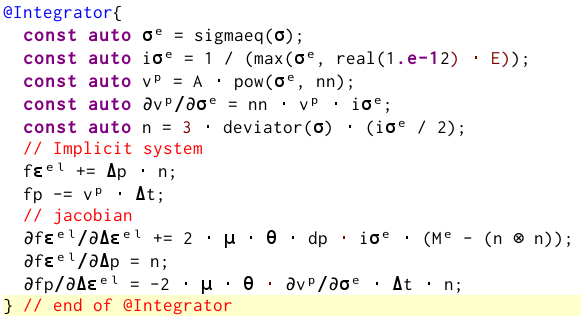 @Integrator{
const auto σᵉ = sigmaeq(σ);
const auto iσᵉ = 1 / (max(σᵉ, real(1.e-12) · E));
const auto vᵖ = A · pow(σᵉ, nn);
const auto ∂vᵖ/∂σᵉ = nn · vᵖ · iσᵉ;
const auto n = 3 · deviator(σ) · (iσᵉ / 2);
// Implicit system
fεᵉˡ += Δp · n;
fp -= vᵖ · Δt;
// jacobian
∂fεᵉˡ/∂Δεᵉˡ += 2 · μ · θ · dp · iσᵉ · (Mᵉ - (n ⊗ n));
∂fεᵉˡ/∂Δp = n;
∂fp/∂Δεᵉˡ = -2 · μ · θ · ∂vᵖ/∂σᵉ · Δt · n;
} // end of @Integrator